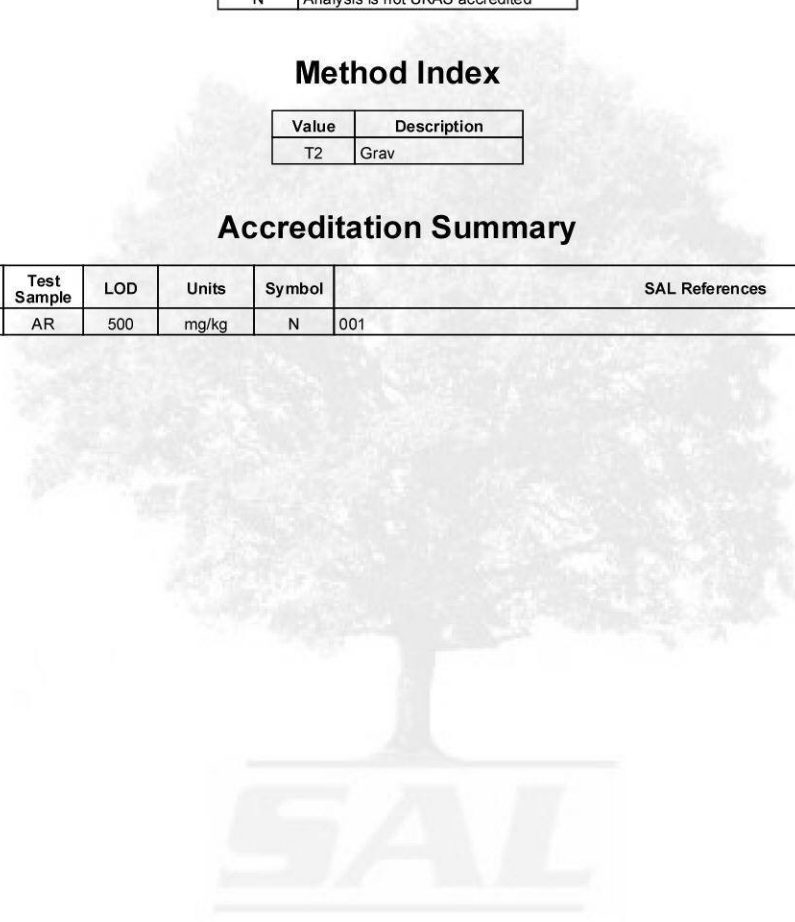 N Analysis is not UKAS accredited
Method Index
Value Description
T2 Grav
Accreditation Summary
Test Sample LOD Units Symbol SAL References
AR 500 mg/kg N 001
SAL